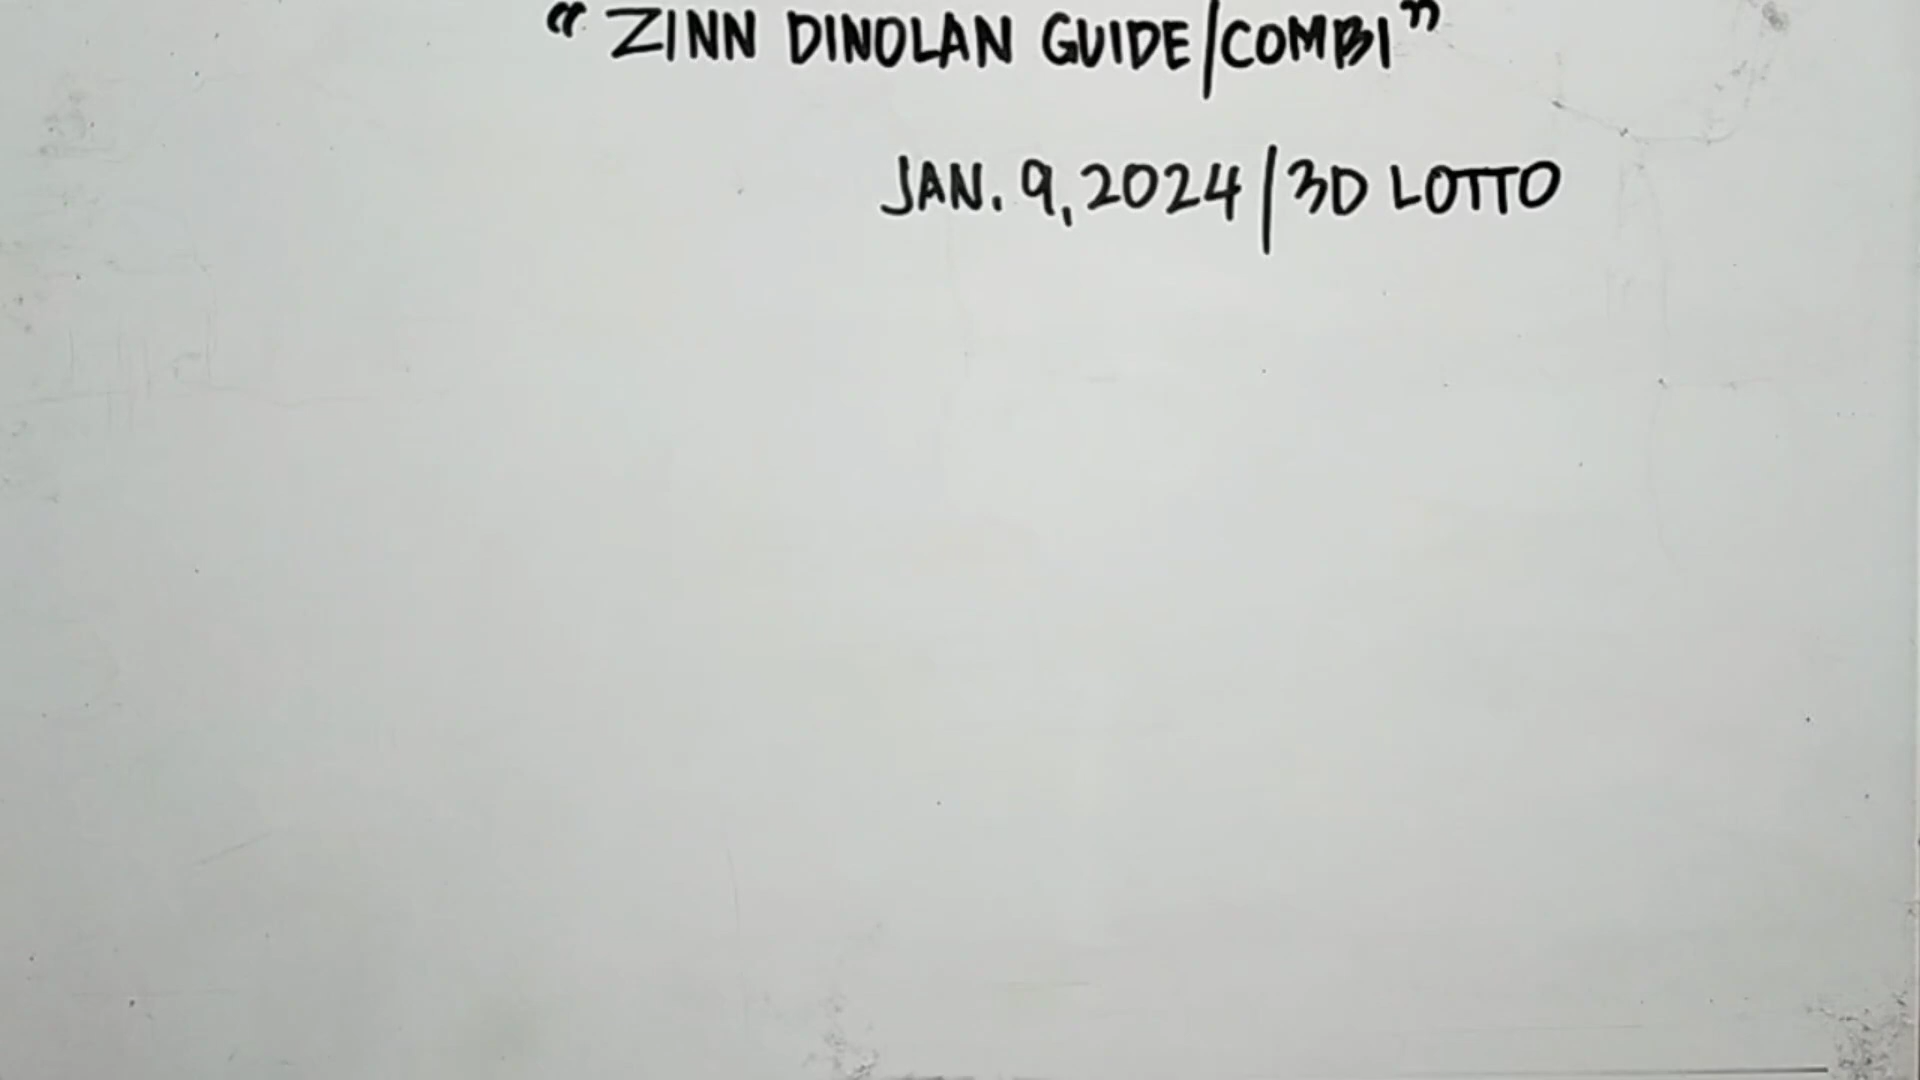 “ZINN DINOLAN GUIDE/COMBI”
JAN. 9, 2024/3D LOTTO